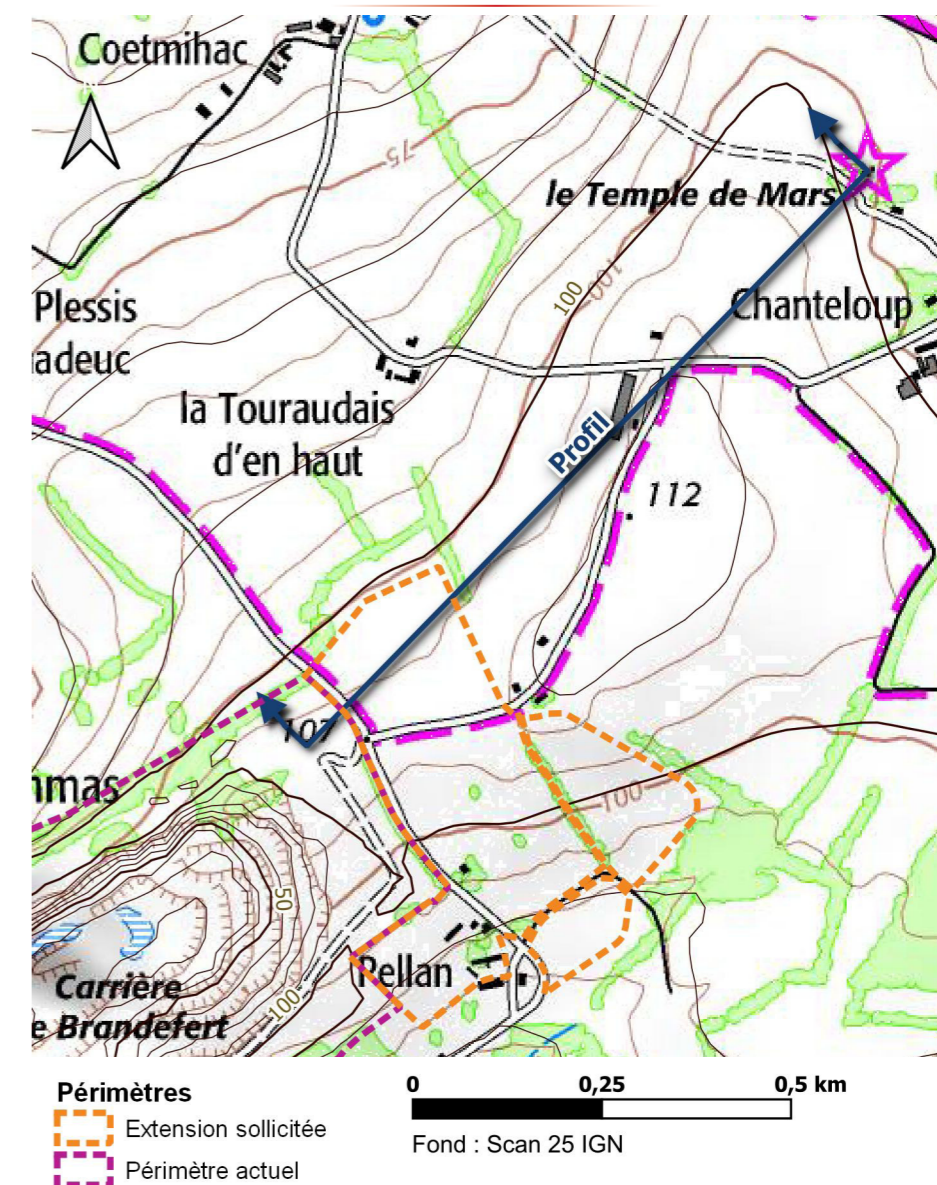 Coetmihac
75
le Temple de Mars
Plessis
adeuc
100
100
Chanteloup
la Touraudais
d'en haut
Profil
112
107
100
50
Carrière
e Brandefert
100
Pellan
Périmètres
Extension sollicitée
Périmètre actuel
0 0,25 0,5 km
Fond : Scan 25 IGN